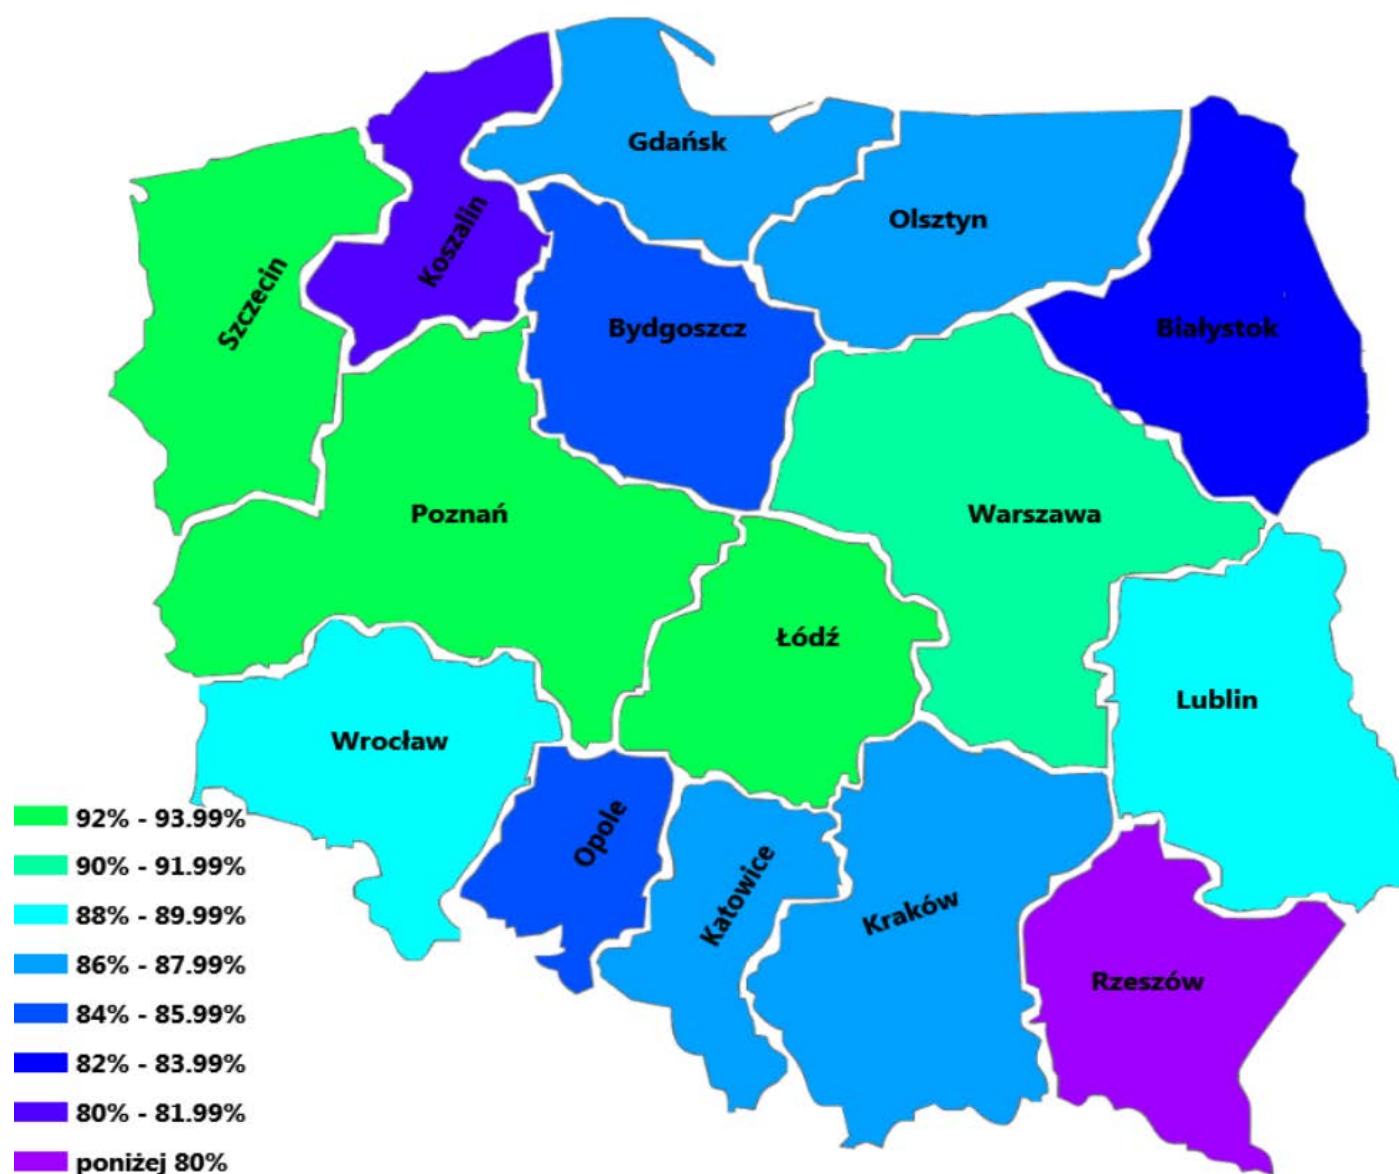 Gdańsk
Olsztyn
Koszalin
Szczecin
Bydgoszcz
Białystok
Poznań
Warszawa
Łódź
Lublin
Wrocław
Opole
Katowice
Kraków
Rzeszów
92% - 93.99%
90% - 91.99%
88% - 89.99%
86% - 87.99%
84% - 85.99%
82% - 83.99%
80% - 81.99%
poniżej 80%